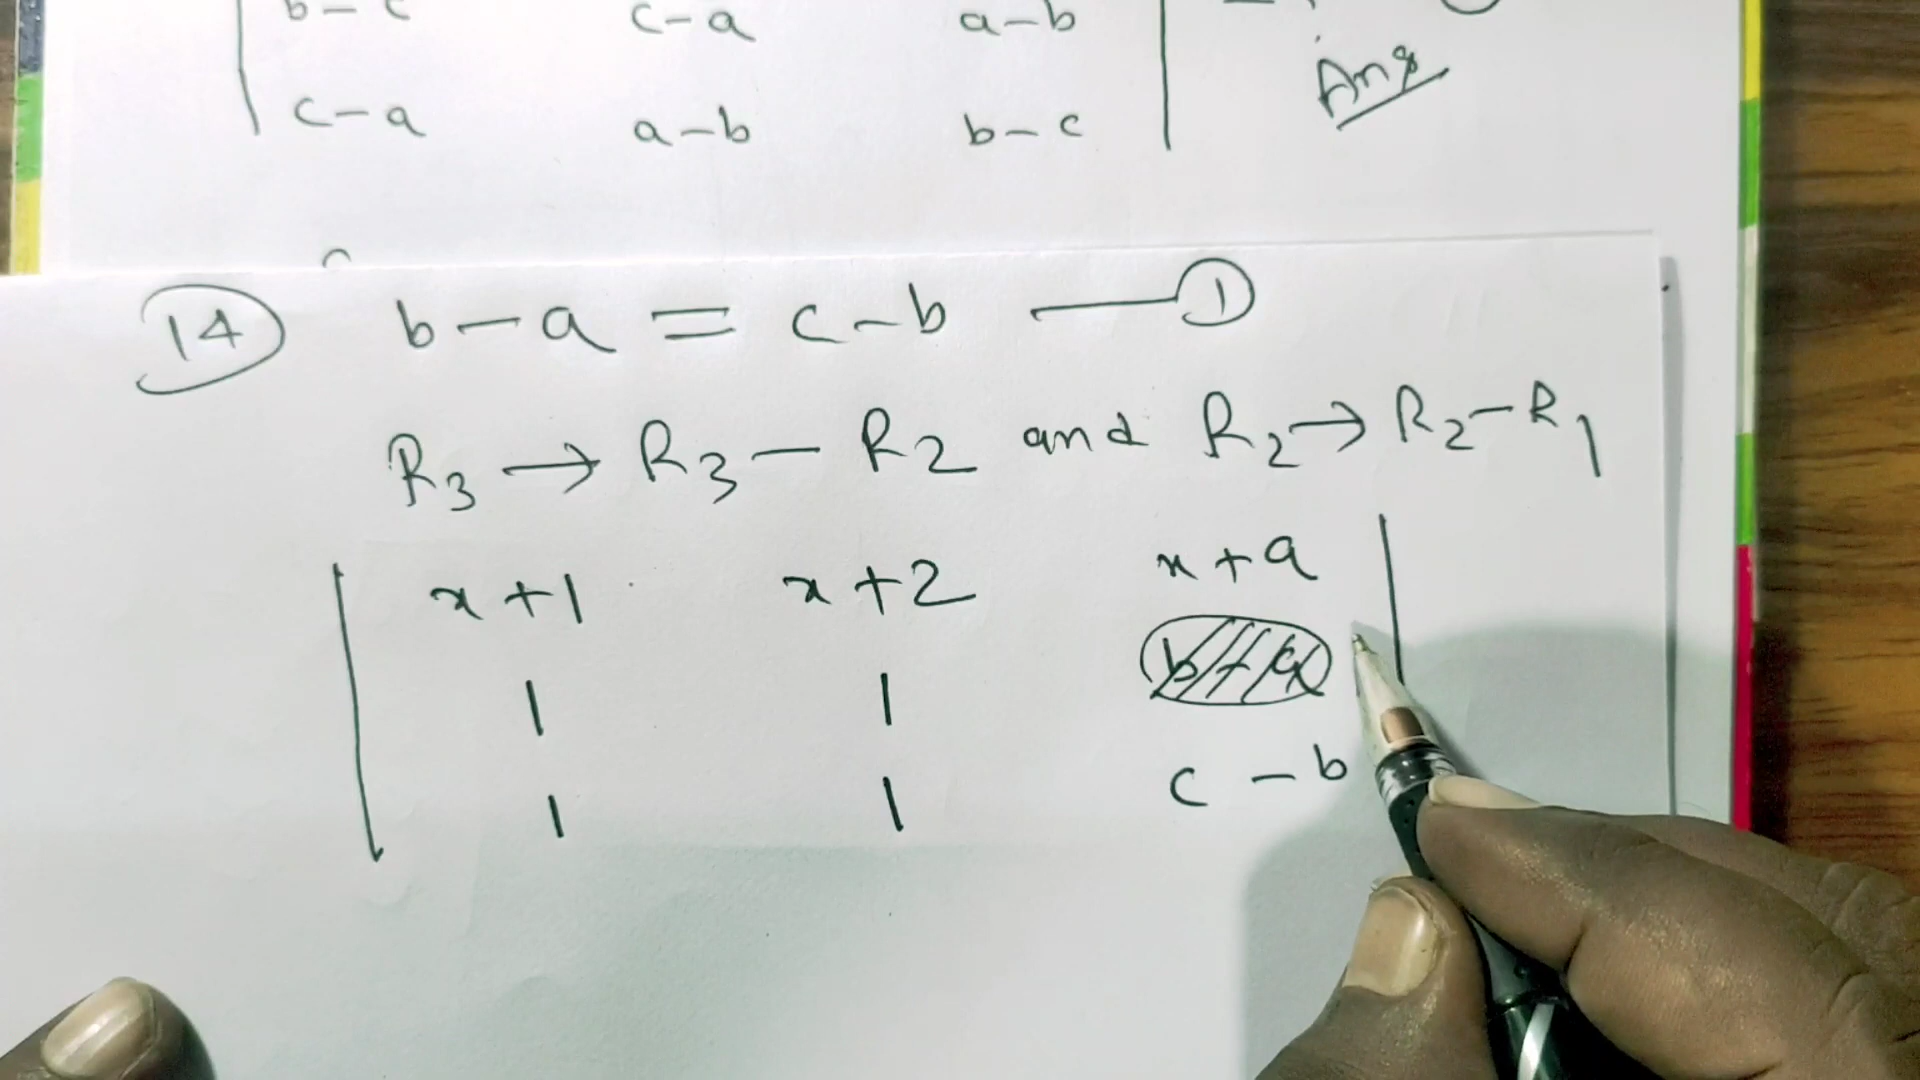 b-c c-a a-b
c-a a-b b-c
Ans
14 b-a = c-b — 1
R3 → R3 - R2 and R2 → R2 - R1
x+1 x+2 x+a
1 1
1 1 c-b